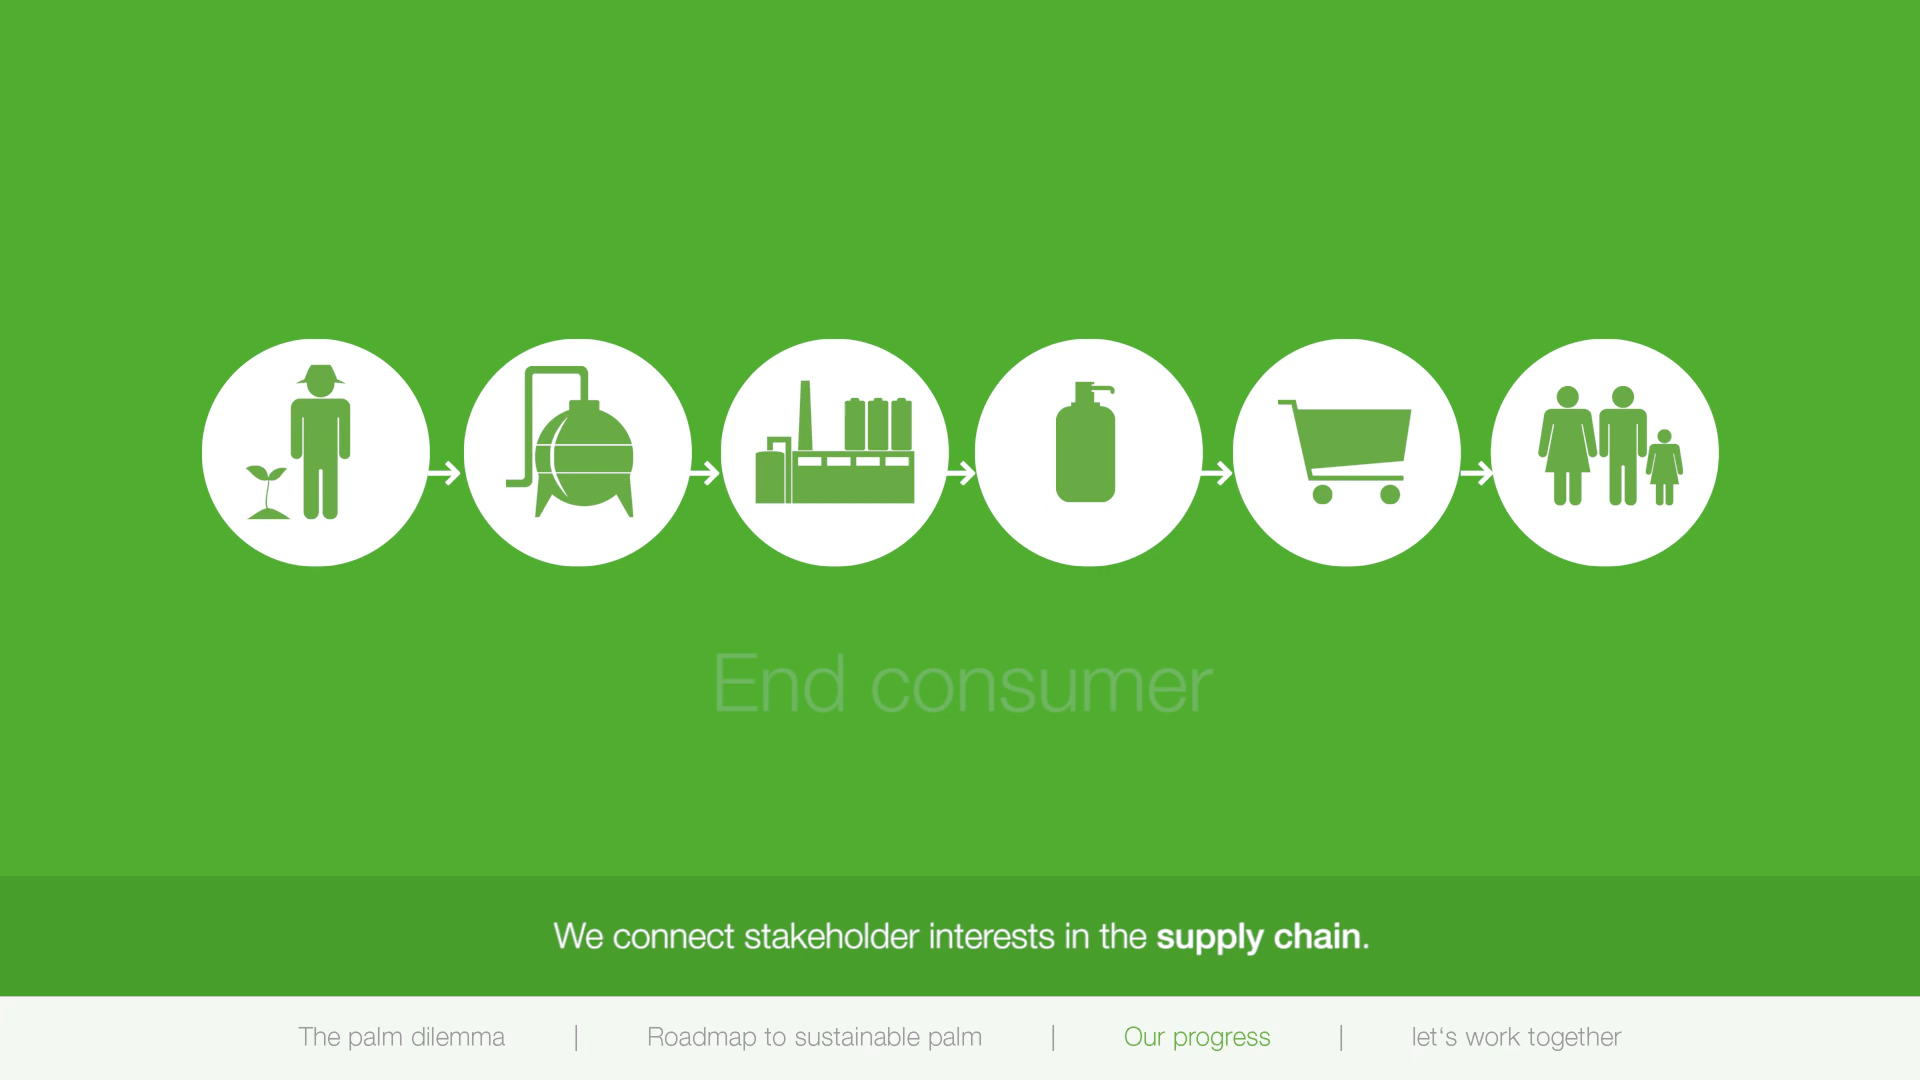 End consumer
We connect stakeholder interests in the supply chain.
The palm dilemma | Roadmap to sustainable palm | Our progress | let‘s work together